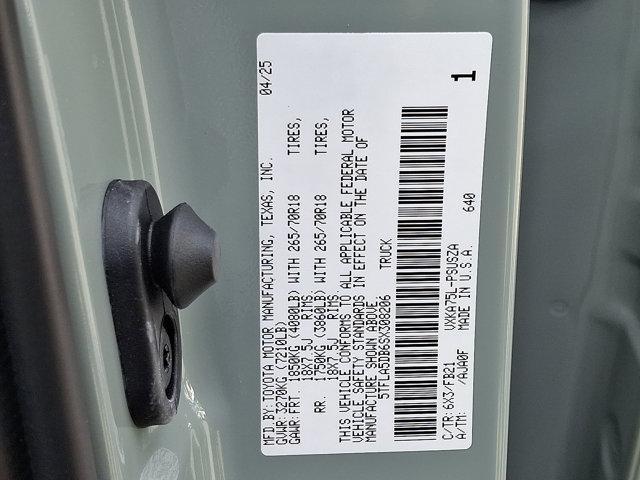 MFD.BY:TOYOTA MOTOR MANUFACTURING, TEXAS, INC. 04/25
GVWR:3270KG (7210LB)
GAWR:FRT. 1850KG (4080LB) WITH 265/70R18 TIRES,
18X7.5J RIMS
RR. 1750KG (3860LB) WITH 265/70R18 TIRES,
18X7.5J RIMS.
THIS VEHICLE CONFORMS TO ALL APPLICABLE FEDERAL MOTOR
VEHICLE SAFETY STANDARDS IN EFFECT ON THE DATE OF
MANUFACTURE SHOWN ABOVE.
5TFLA5DB6SX308206 TRUCK
1
C/TR:6X3/FB21 VXKA75L-PSUSZA 640
A/TM: /AJA0F MADE IN U.S.A.